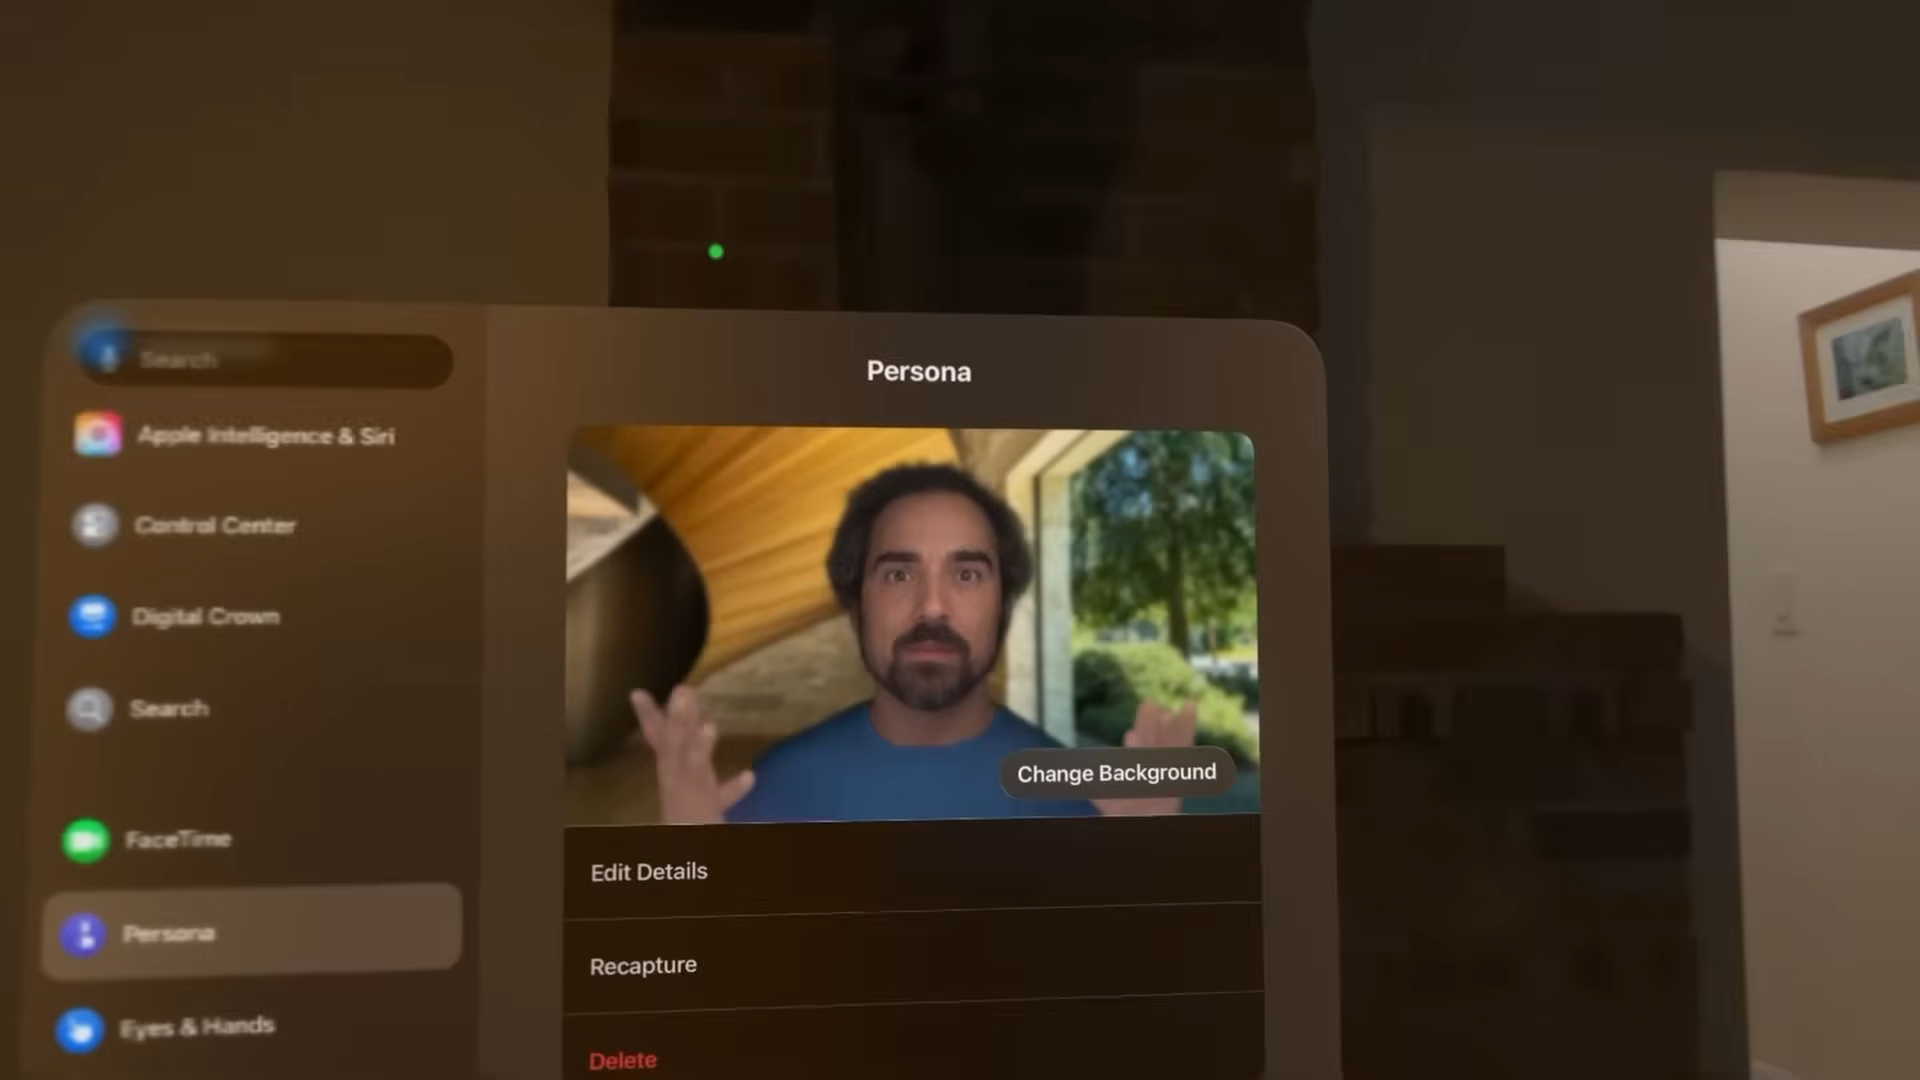 Search
Apple Intelligence & Siri
Control Center
Digital Crown
Search
FaceTime
Persona
Eyes & Hands
Persona
Change Background
Edit Details
Recapture
Delete